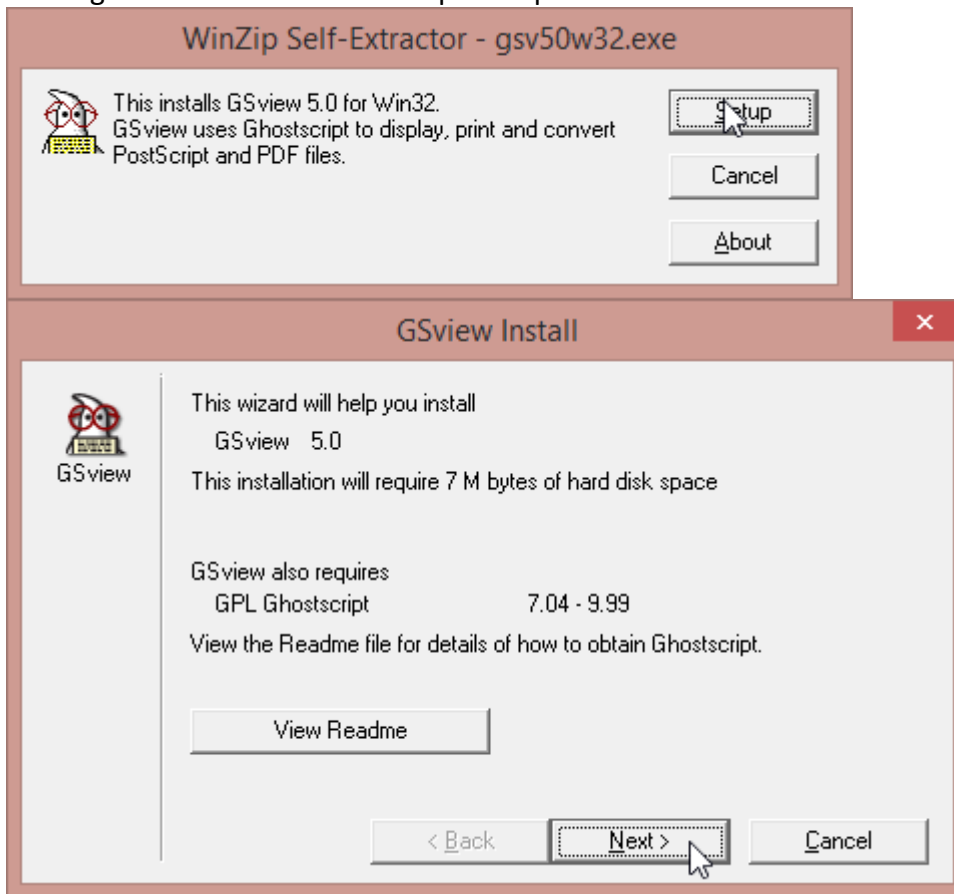 WinZip Self-Extractor - gsv50w32.exe
This installs GSview 5.0 for Win32.
GSview uses Ghostscript to display, print and convert
PostScript and PDF files.
Setup
Cancel
About
GSview Install
GSview
This wizard will help you install
GSview 5.0
This installation will require 7 M bytes of hard disk space
GSview also requires
GPL Ghostscript 7.04 - 9.99
View the Readme file for details of how to obtain Ghostscript.
View Readme
< Back
Next >
Cancel